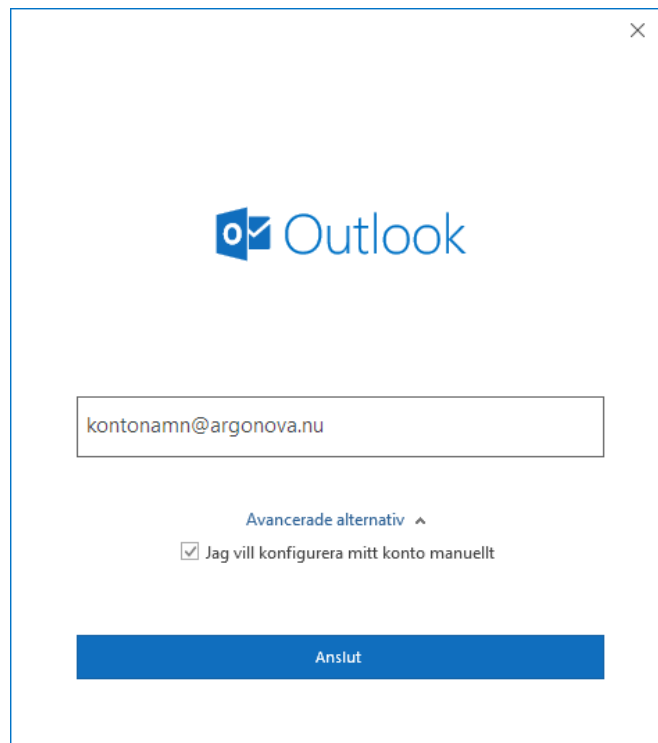 Outlook
kontonamn@argonova.nu
Avancerade alternativ
Jag vill konfigurera mitt konto manuellt
Anslut